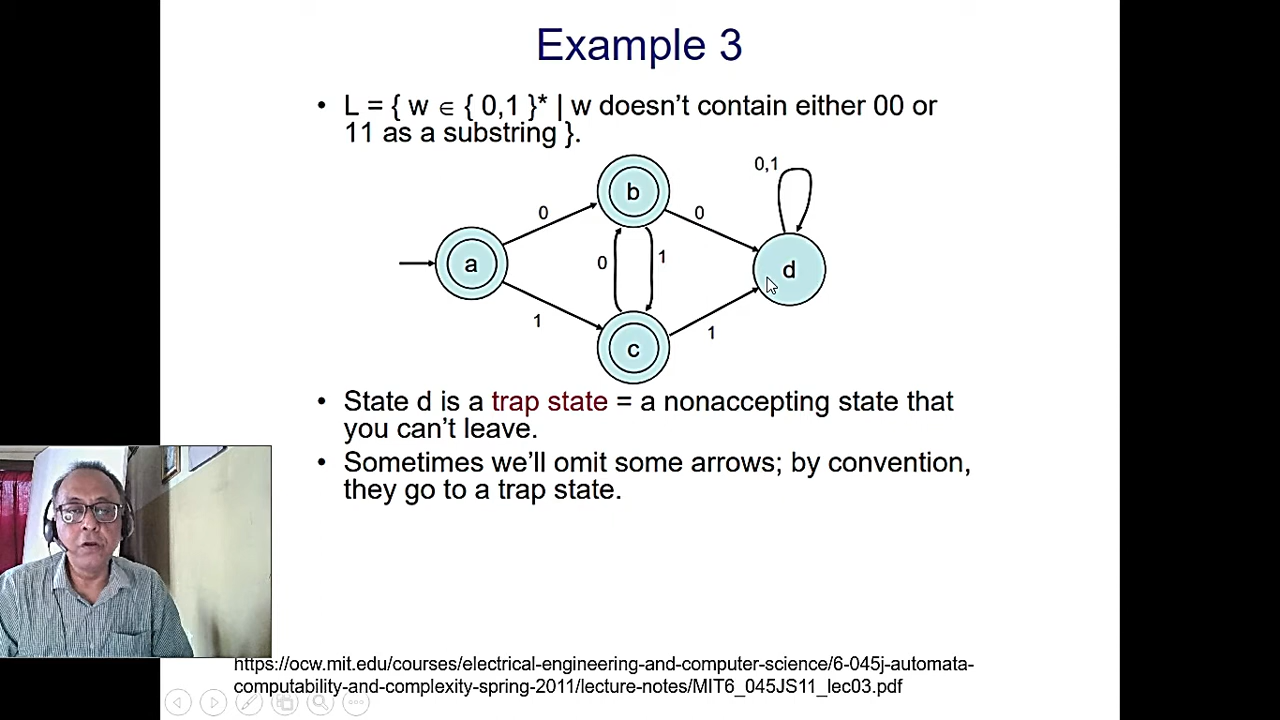 Example 3
• L = { w ∈ { 0,1 }* | w doesn't contain either 00 or
11 as a substring }.
0,1
b
0
0
a
0
1
d
1
1
c
• State d is a trap state = a nonaccepting state that
you can't leave.
• Sometimes we'll omit some arrows; by convention,
they go to a trap state.
https://ocw.mit.edu/courses/electrical-engineering-and-computer-science/6-045j-automata-
computability-and-complexity-spring-2011/lecture-notes/MIT6_045JS11_lec03.pdf